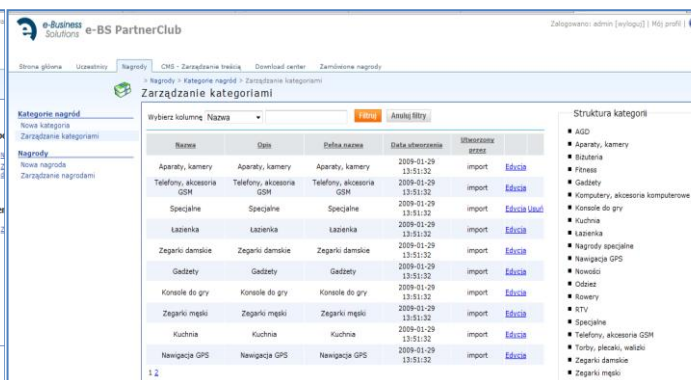 e-Business
Solutions
e-BS PartnerClub
Zalogowano: admin [wyloguj] | Mój profil |
Strona główna Uczestnicy Nagrody CMS - Zarządzanie treścią Download center Zamówione nagrody
> Nagrody > Kategorie nagród > Zarządzanie kategoriami
Zarządzanie kategoriami
Kategorie nagród
Nowa kategoria
Zarządzanie kategoriami
Nagrody
Nowa nagroda
Zarządzanie nagrodami
Wybierz kolumnę Nazwa Filtruj Anuluj filtry
Nazwa Opis Pełna nazwa Data utworzenia Utworzony przez
Aparaty, kamery Aparaty, kamery Aparaty, kamery 2009-01-29 13:51:32 import Edycja
Telefony, akcesoria GSM Telefony, akcesoria GSM Telefony, akcesoria GSM 2009-01-29 13:51:32 import Edycja
Specjalne Specjalne Specjalne 2009-01-29 13:51:32 import Edycja Usuń
Łazienka Łazienka Łazienka 2009-01-29 13:51:32 import Edycja
Zegarki damskie Zegarki damskie Zegarki damskie 2009-01-29 13:51:32 import Edycja
Gadżety Gadżety Gadżety 2009-01-29 13:51:32 import Edycja
Konsole do gry Konsole do gry Konsole do gry 2009-01-29 13:51:32 import Edycja
Zegarki męski Zegarki męski Zegarki męski 2009-01-29 13:51:32 import Edycja
Kuchnia Kuchnia Kuchnia 2009-01-29 13:51:32 import Edycja
Nawigacja GPS Nawigacja GPS Nawigacja GPS 2009-01-29 13:51:32 import Edycja
1 2
Struktura kategorii
AGD
Aparaty, kamery
Biżuteria
Fitness
Gadżety
Komputery, akcesoria komputerowe
Konsole do gry
Kuchnia
Łazienka
Nagrody specjalne
Nawigacja GPS
Nowości
Odzież
Rowery
RTV
Specjalne
Telefony, akcesoria GSM
Torby, plecaki, walizki
Zegarki damskie
Zegarki męski